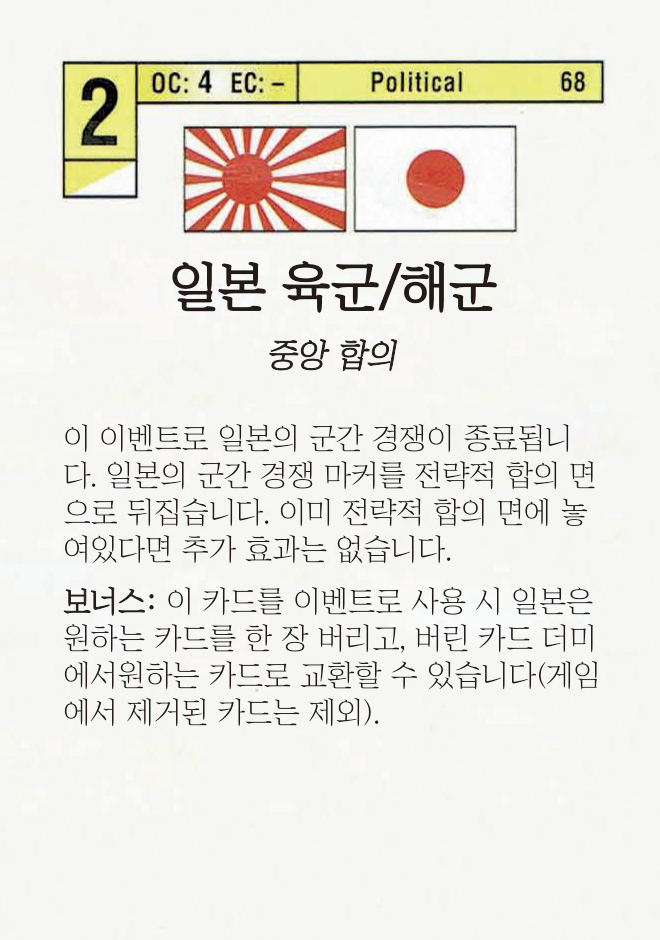 2
OC: 4 EC: – Political 68
일본 육군/해군
중앙 합의
이 이벤트로 일본의 군간 경쟁이 종료됩니
다. 일본의 군간 경쟁 마커를 전략적 합의 면
으로 뒤집습니다. 이미 전략적 합의 면에 놓
여있다면 추가 효과는 없습니다.
보너스: 이 카드를 이벤트로 사용 시 일본은
원하는 카드를 한 장 버리고, 버린 카드 더미
에서원하는 카드로 교환할 수 있습니다(게임
에서 제거된 카드는 제외).